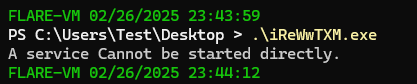 FLARE-VM 02/26/2025 23:43:59
PS C:\Users\Test\Desktop > .\iReWwTXM.exe
A service Cannot be started directly.
FLARE-VM 02/26/2025 23:44:12